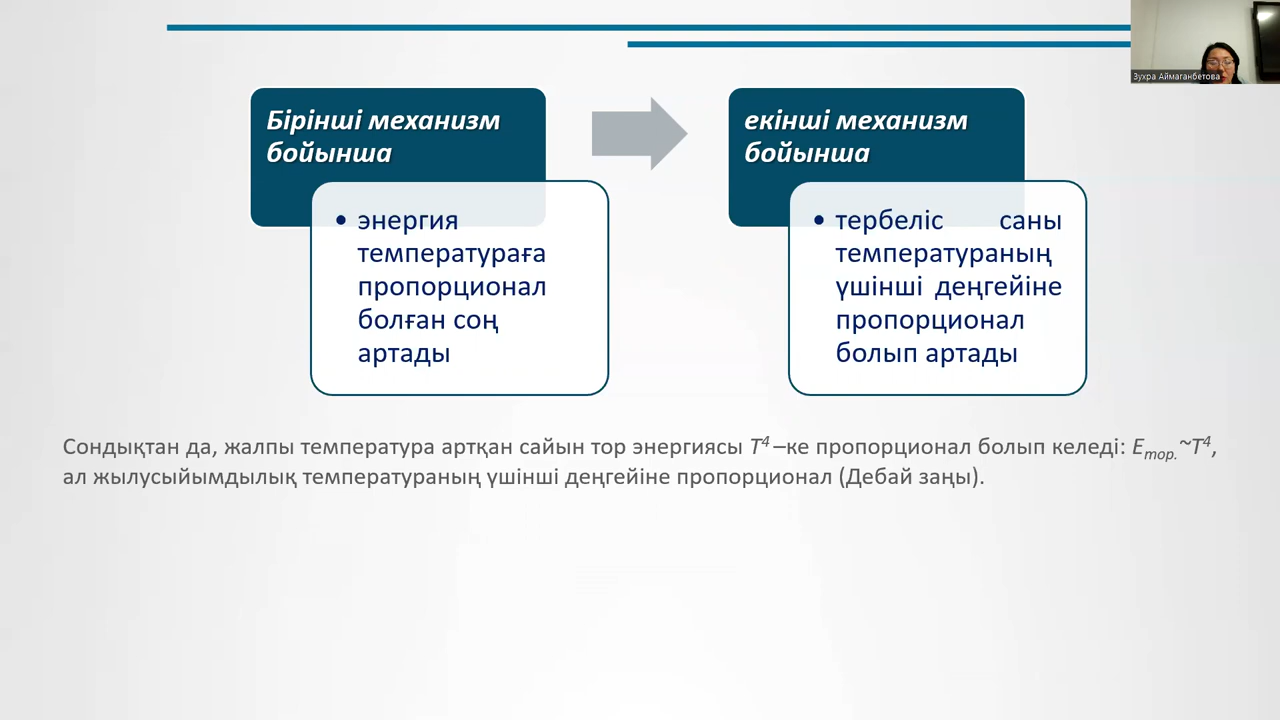 Зухра Аймаганбетова
Бірінші механизм
бойынша
• энергия
температураға
пропорционал
болған соң
артады
екінші механизм
бойынша
• тербеліс саны
температураның
үшінші деңгейіне
пропорционал
болып артады
Сондықтан да, жалпы температура артқан сайын тор энергиясы T⁴ –ке пропорционал болып келеді: Eтор.~T⁴,
ал жылусыйымдылық температураның үшінші деңгейіне пропорционал (Дебай заңы).